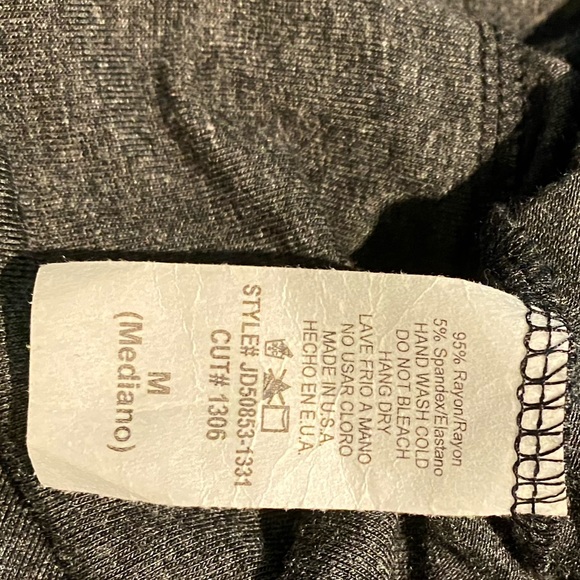 95% Rayon/Rayon
5% Spandex/Elastano
HAND WASH COLD
DO NOT BLEACH
HANG DRY
LAVE FRIO A MANO
NO USAR CLORO
MADE IN U.S.A.
HECHO EN E.U.A.
STYLE# JD50853-1331
CUT# 1306
M
(Mediano)